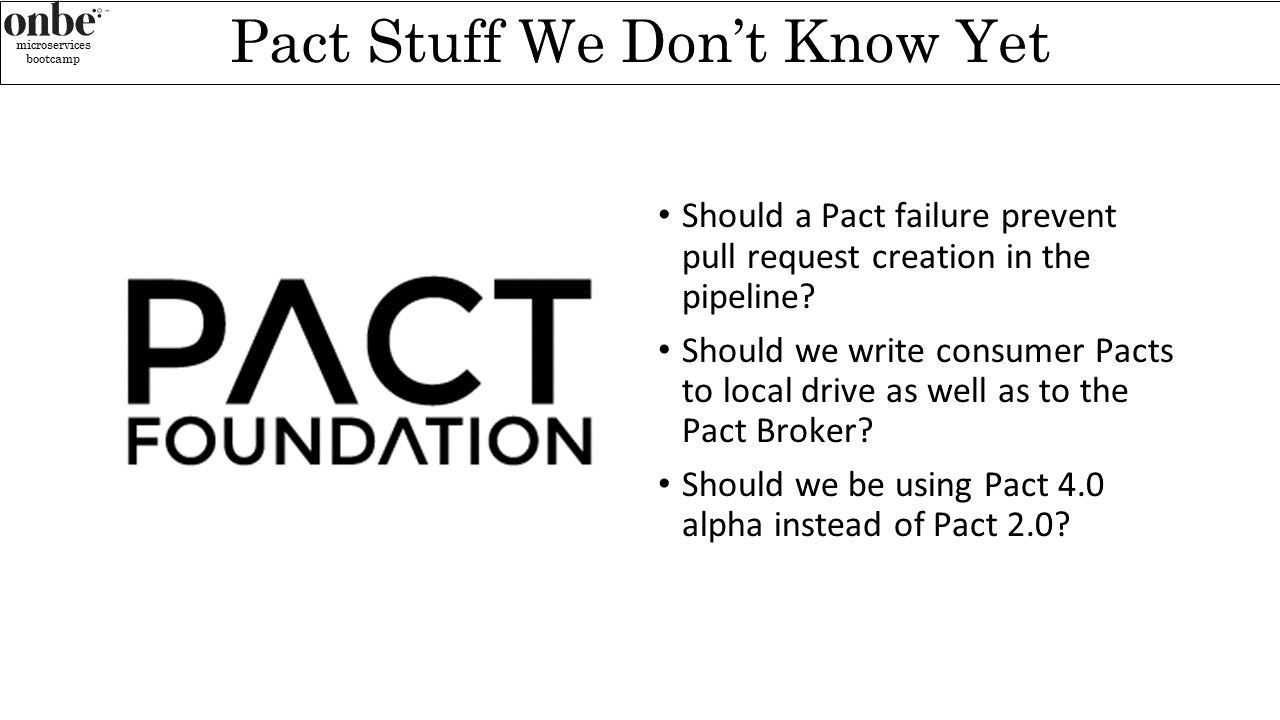 onbe
microservices
bootcamp
Pact Stuff We Don’t Know Yet
PACT
FOUNDATION
• Should a Pact failure prevent
pull request creation in the
pipeline?
• Should we write consumer Pacts
to local drive as well as to the
Pact Broker?
• Should we be using Pact 4.0
alpha instead of Pact 2.0?